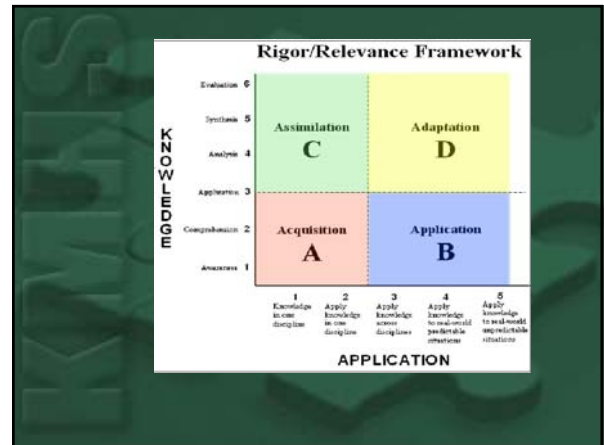 KMHS
Rigor/Relevance Framework
KNOWLEDGE
Evaluation 6
Synthesis 5
Analysis 4
Application 3
Comprehension 2
Awareness 1
Assimilation
C
Adaptation
D
Acquisition
A
Application
B
1
Knowledge
in one
discipline
2
Apply
knowledge
in one
discipline
3
Apply
knowledge
across
disciplines
4
Apply
knowledge
to real-world
predictable
situations
5
Apply
knowledge
to real-world
unpredictable
situations
APPLICATION